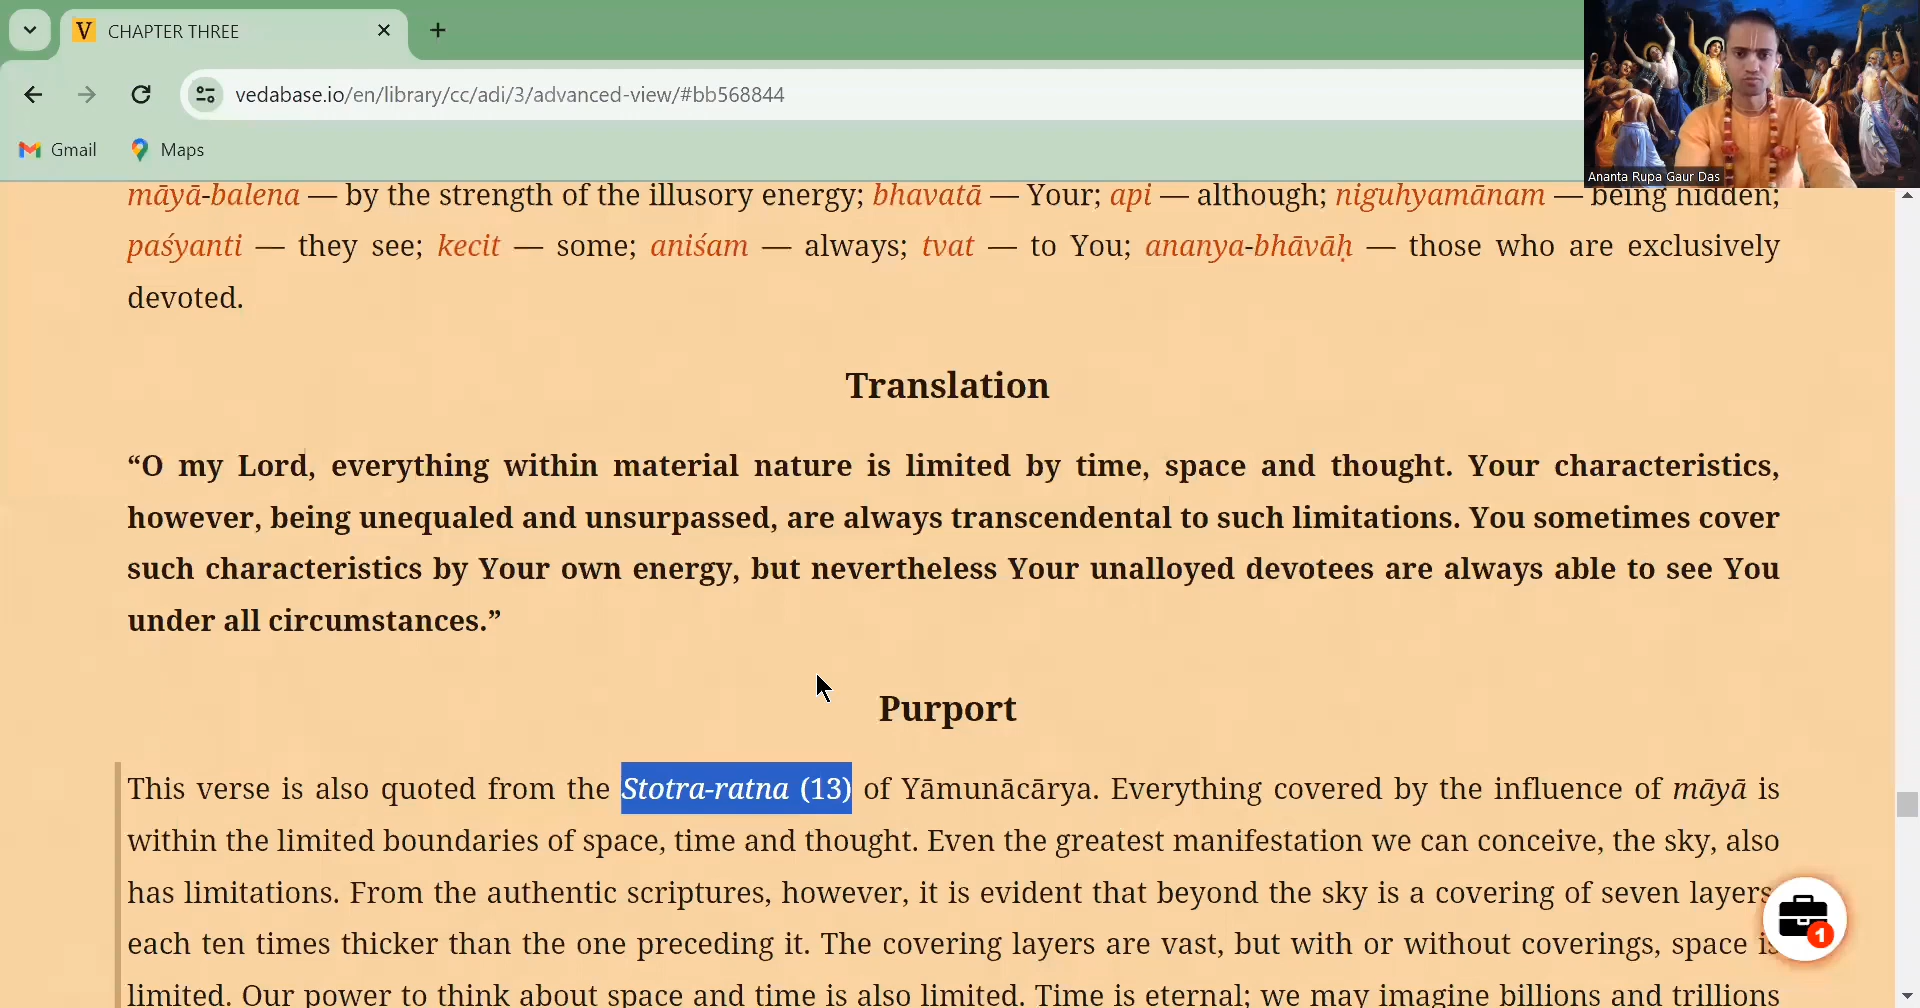 CHAPTER THREE
vedabase.io/en/library/cc/adi/3/advanced-view/#bb568844
Gmail
Maps
Ananta Rupa Gaur Das
māyā-balena — by the strength of the illusory energy; bhavatā — Your; api — although; niguhyamānam — being hidden;
paśyanti — they see; kecit — some; aniśam — always; tvat — to You; ananya-bhāvāḥ — those who are exclusively
devoted.
Translation
“O my Lord, everything within material nature is limited by time, space and thought. Your characteristics,
however, being unequaled and unsurpassed, are always transcendental to such limitations. You sometimes cover
such characteristics by Your own energy, but nevertheless Your unalloyed devotees are always able to see You
under all circumstances.”
Purport
This verse is also quoted from the Stotra-ratna (13) of Yāmunācārya. Everything covered by the influence of māyā is
within the limited boundaries of space, time and thought. Even the greatest manifestation we can conceive, the sky, also
has limitations. From the authentic scriptures, however, it is evident that beyond the sky is a covering of seven layers,
each ten times thicker than the one preceding it. The covering layers are vast, but with or without coverings, space is
limited. Our power to think about space and time is also limited. Time is eternal; we may imagine billions and trillions
1